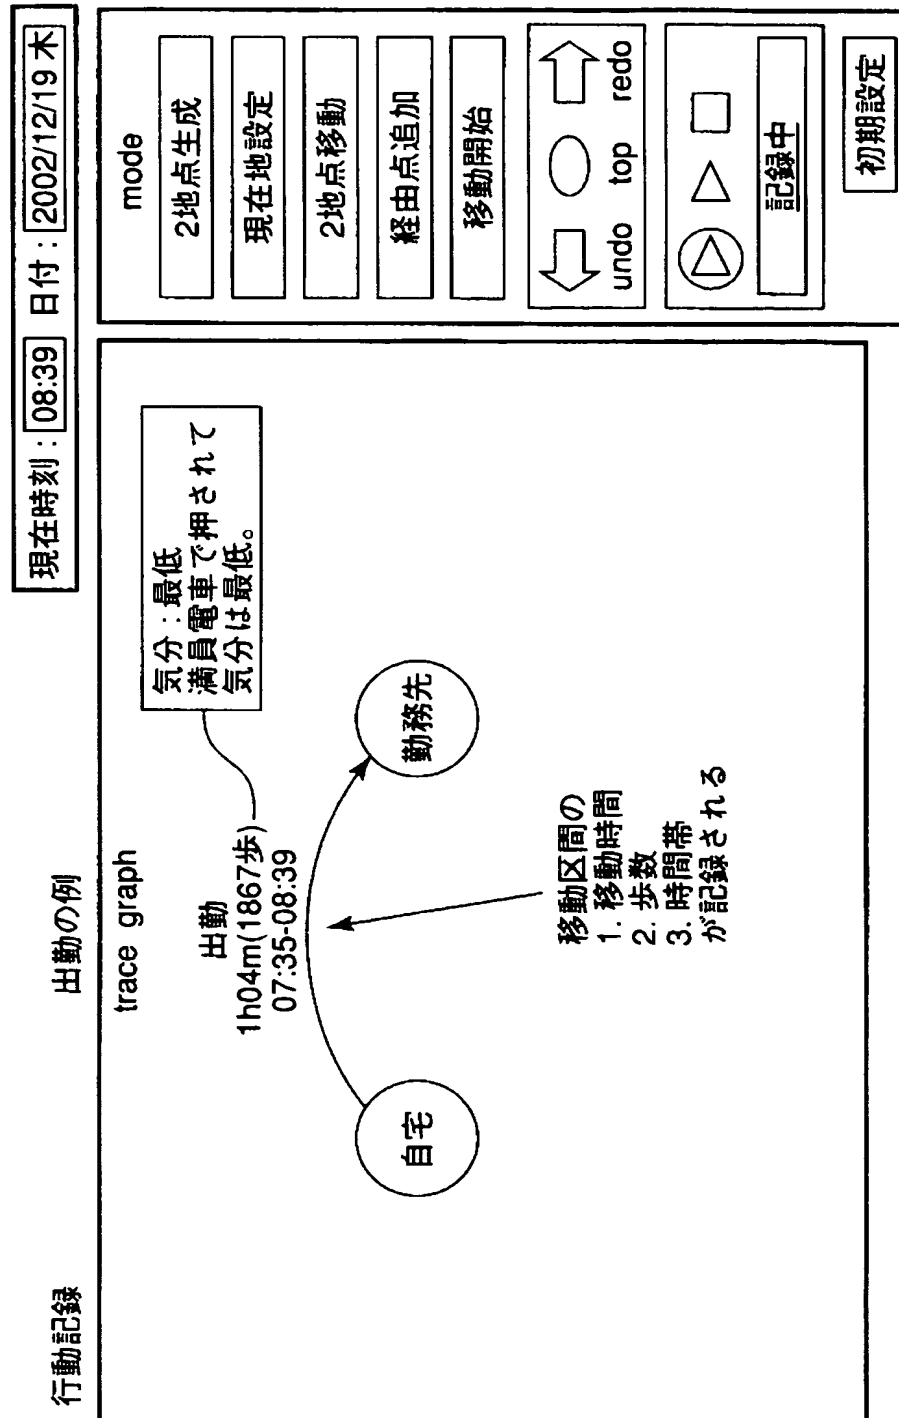 行動記録
出勤の例
現在時刻：08:39 日付：2002/12/19 木
trace graph
出勤
1h04m(1867歩)
07:35-08:39
気分：最低
満員電車で押されて
気分は最低。
自宅
勤務先
移動区間の
1. 移動時間
2. 歩数
3. 時間帯
が記録される
mode
2地点生成
現在地設定
2地点移動
経由点追加
移動開始
undo top redo
記録中
初期設定